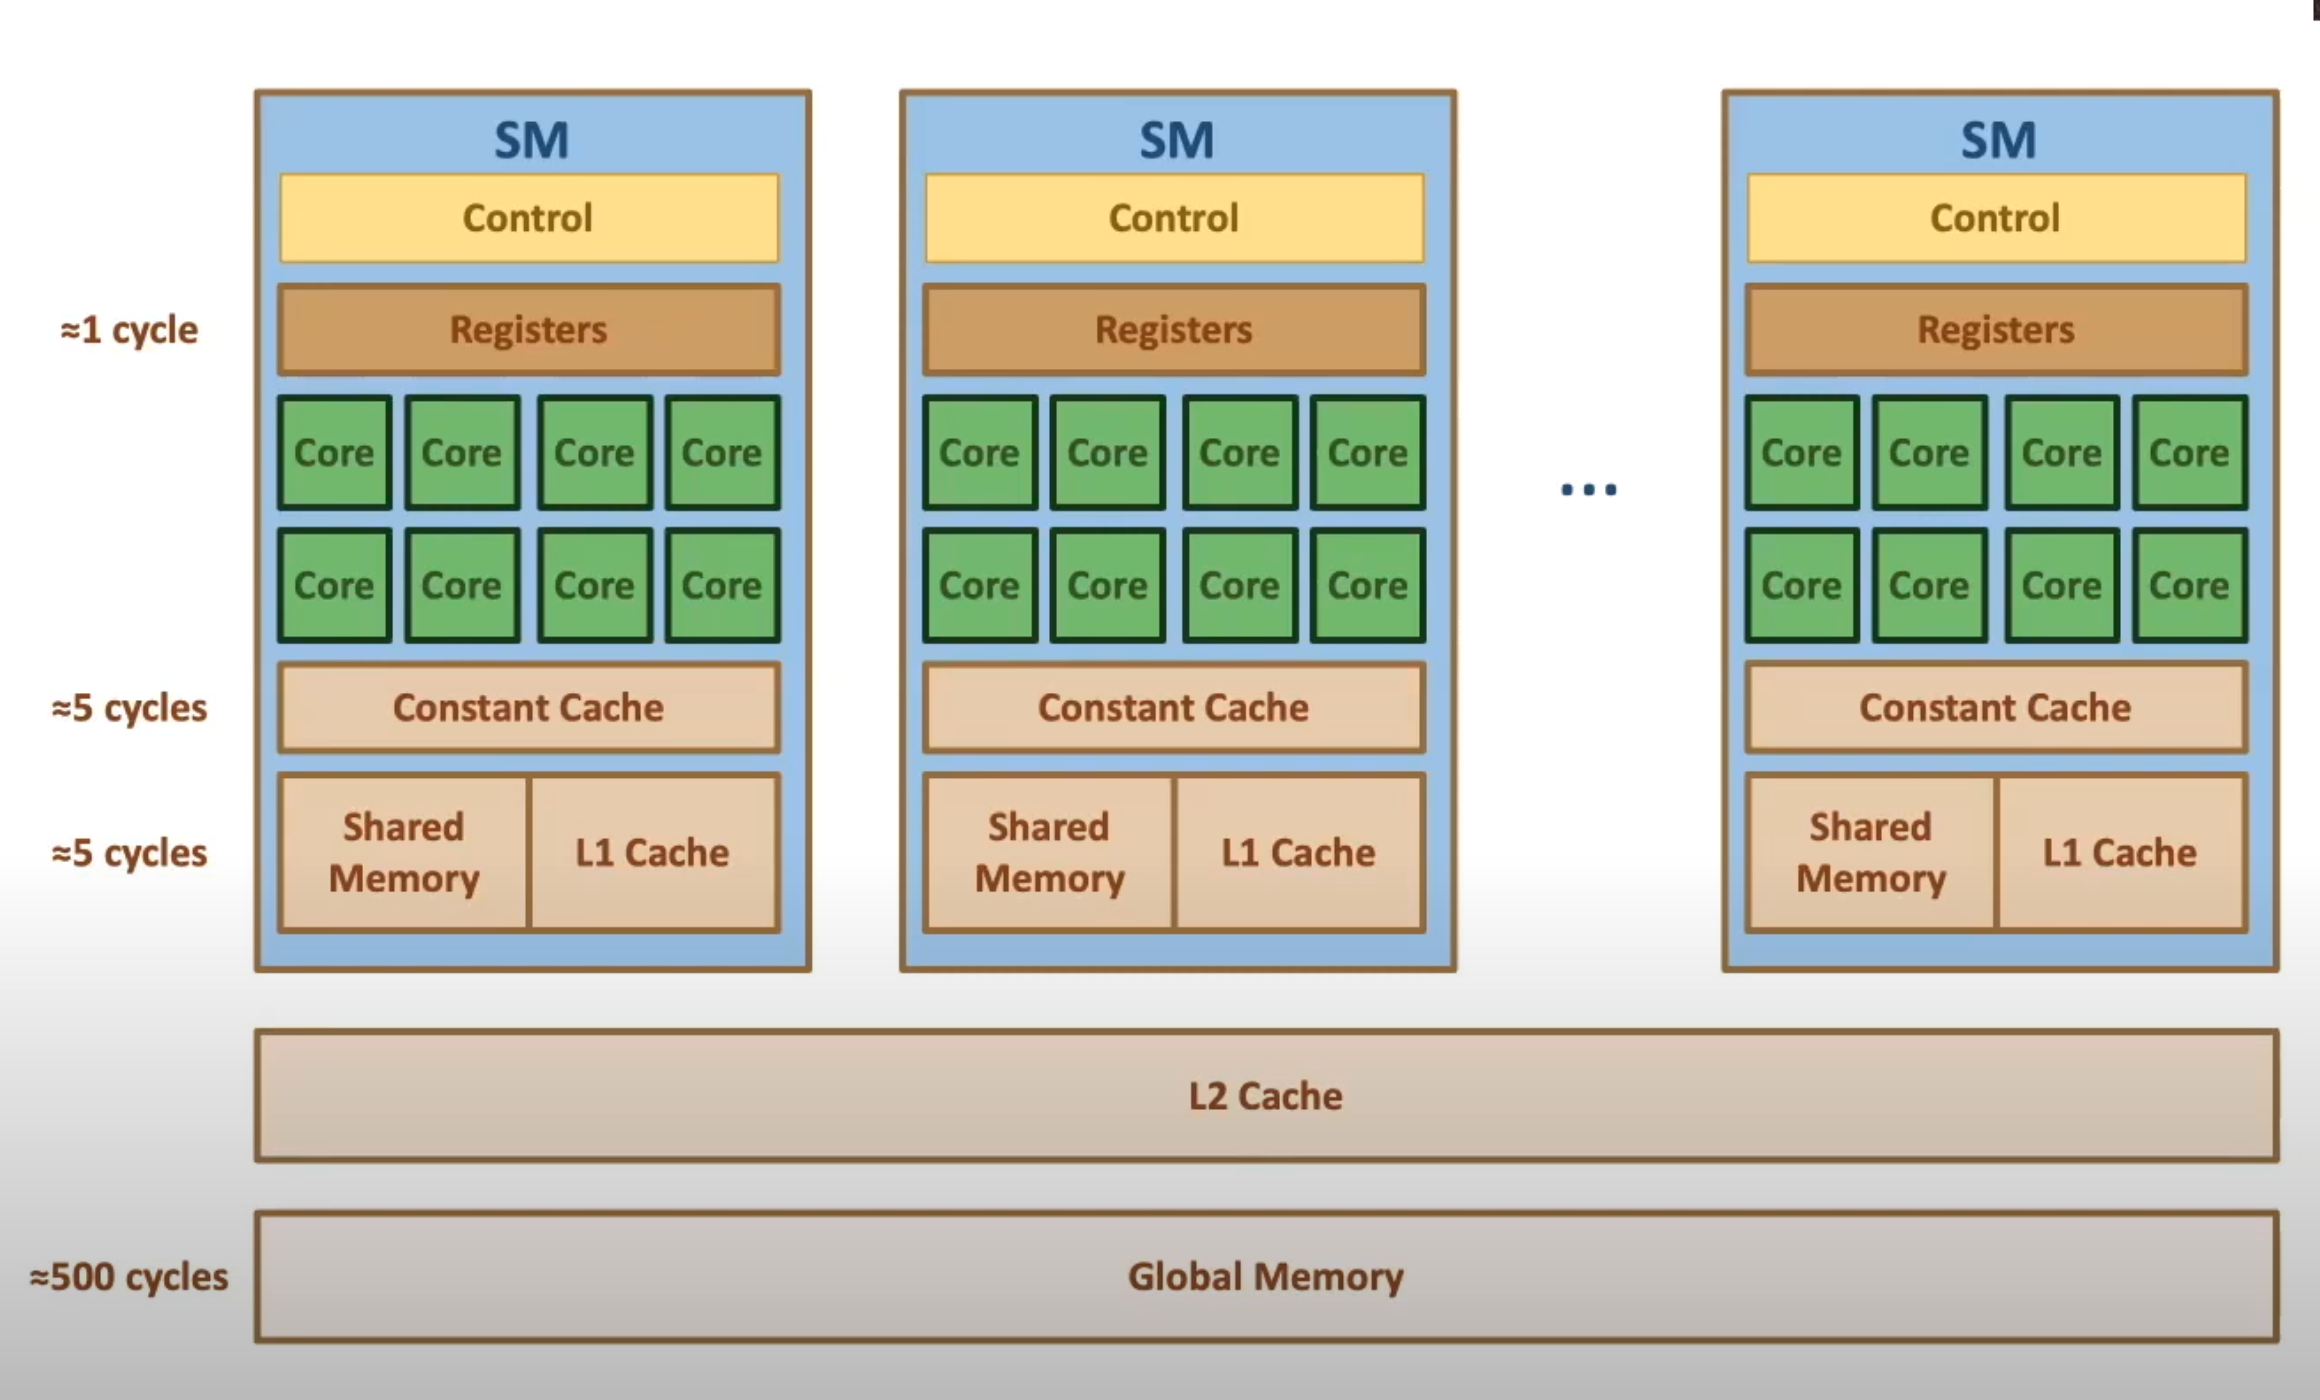 SM SM SM
Control Control Control
≈1 cycle Registers Registers ... Registers
Core Core Core Core Core Core Core Core ... Core Core Core Core
Core Core Core Core Core Core Core Core Core Core Core Core
≈5 cycles Constant Cache Constant Cache Constant Cache
≈5 cycles Shared Memory L1 Cache Shared Memory L1 Cache Shared Memory L1 Cache
L2 Cache
≈500 cycles Global Memory